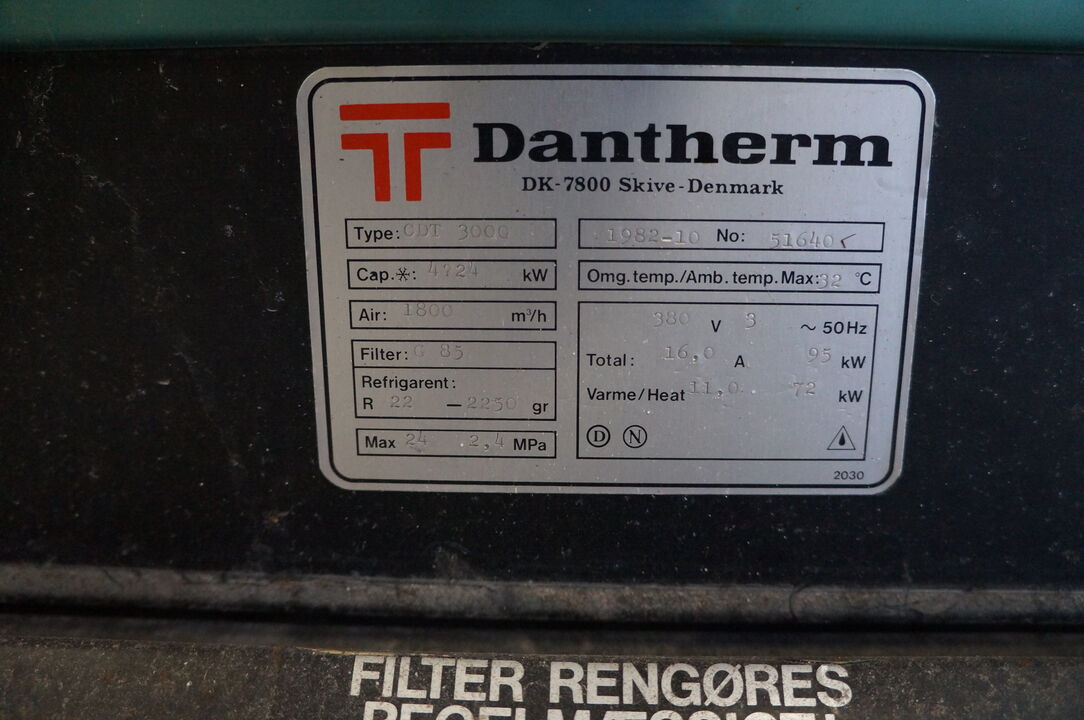 Dantherm
DK-7800 Skive-Denmark
Type: CDT 3000
1982-10 No: 51640
Cap.*: 4724 kW
Omg.temp./Amb. temp. Max: 32 °C
Air: 1800 m³/h
380 V 3 ~ 50Hz
Filter: G 85
Total: 16,0 A 95 kW
Refrigarent:
R 22 - 2250 gr
Varme/Heat 11,0 72 kW
Max 24 2,4 MPa
D N
2030
FILTER RENGØRES